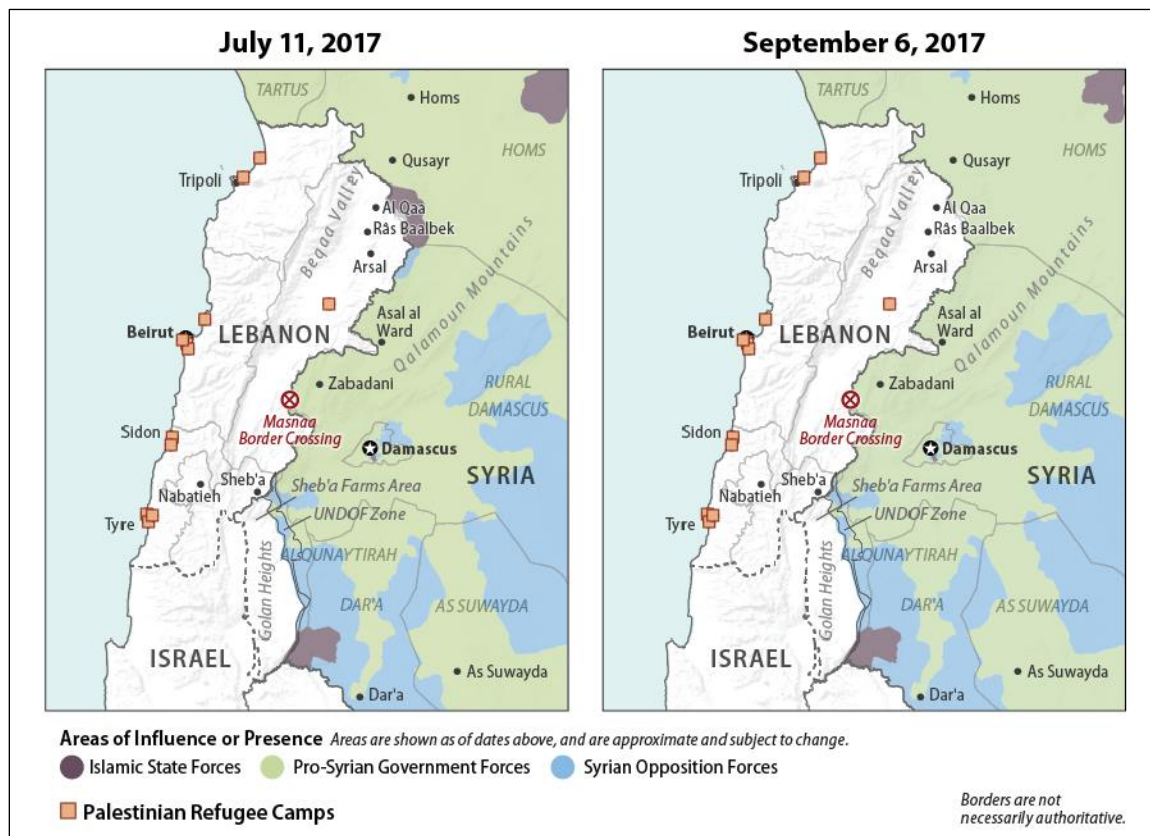 July 11, 2017
TARTUS
Homs
HOMS
Qusayr
Tripoli
Beqaa Valley
Al Qaa
Râs Baalbek
Arsal
Qalamoun Mountains
Asal al
Ward
Beirut
LEBANON
Zabadani
RURAL
DAMASCUS
Masnaa
Border Crossing
Sidon
Damascus
SYRIA
Nabatieh
Sheb'a
Sheb'a Farms Area
UNDOF Zone
Tyre
AL QUNAYTIRAH
Golan Heights
DAR'A
AS SUWAYDA
ISRAEL
As Suwayda
Dar'a
September 6, 2017
TARTUS
Homs
HOMS
Qusayr
Tripoli
Beqaa Valley
Al Qaa
Râs Baalbek
Arsal
Qalamoun Mountains
Asal al
Ward
Beirut
LEBANON
Zabadani
RURAL
DAMASCUS
Masnaa
Border Crossing
Sidon
Damascus
SYRIA
Nabatieh
Sheb'a
Sheb'a Farms Area
UNDOF Zone
Tyre
AL QUNAYTIRAH
Golan Heights
DAR'A
AS SUWAYDA
ISRAEL
As Suwayda
Dar'a
Areas of Influence or Presence Areas are shown as of dates above, and are approximate and subject to change.
Islamic State Forces Pro-Syrian Government Forces Syrian Opposition Forces
Palestinian Refugee Camps
Borders are not
necessarily authoritative.